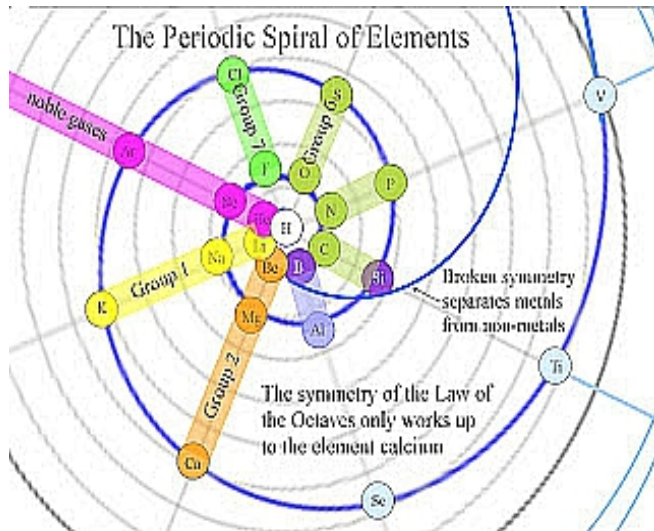 The Periodic Spiral of Elements
Cl
S
V
noble gases
Group 7
Group 6
Ar
F
O
P
Ne
N
He
H
Li
C
Na
Be
B
Si
Group 1
K
Mg
Al
Broken symmetry
separates metals
from non-metals
Group 2
Ti
The symmetry of the Law of
the Octaves only works up
to the element calcium
Ca
Sc